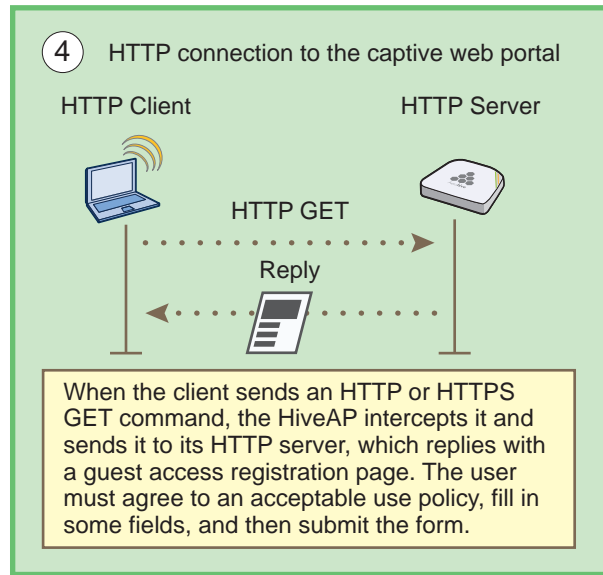 4 HTTP connection to the captive web portal
HTTP Client HTTP Server
HTTP GET
Reply
When the client sends an HTTP or HTTPS
GET command, the HiveAP intercepts it and
sends it to its HTTP server, which replies with
a guest access registration page. The user
must agree to an acceptable use policy, fill in
some fields, and then submit the form.